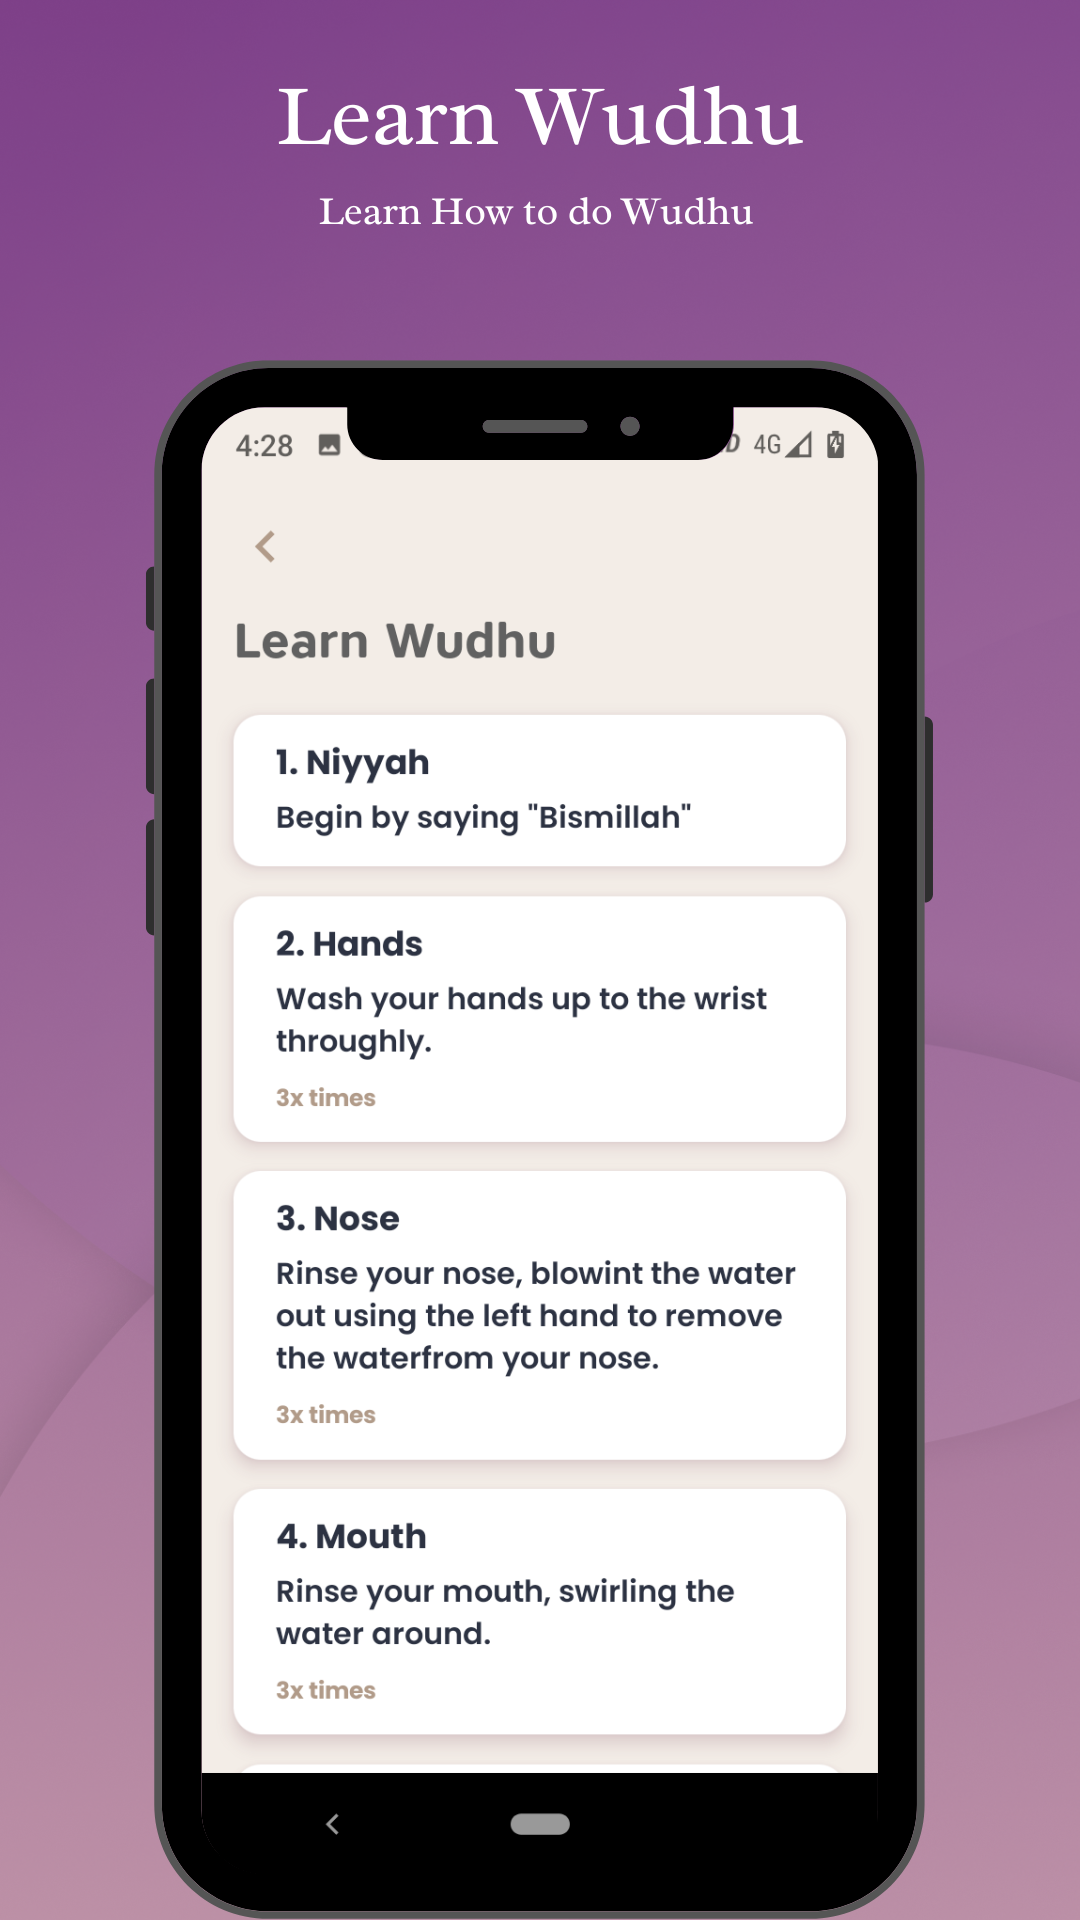 Learn Wudhu
Learn How to do Wudhu
4:28
4G
Learn Wudhu
1. Niyyah
Begin by saying "Bismillah"
2. Hands
Wash your hands up to the wrist
throughly.
3x times
3. Nose
Rinse your nose, blowint the water
out using the left hand to remove
the waterfrom your nose.
3x times
4. Mouth
Rinse your mouth, swirling the
water around.
3x times